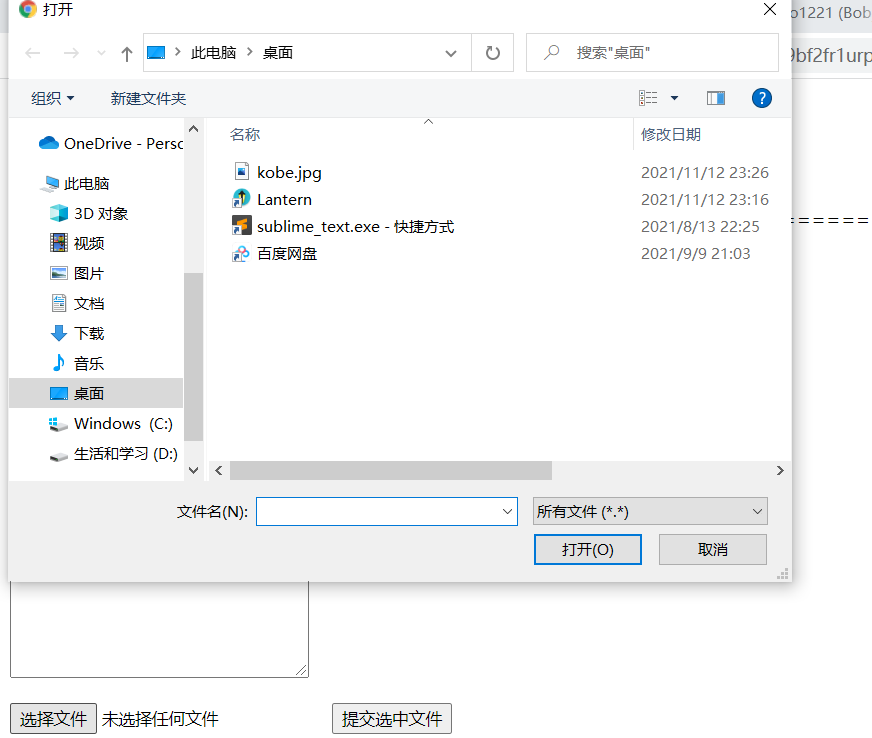 打开
o1221 (Bob
此电脑 桌面
搜索"桌面"
9bf2fr1urp
组织 新建文件夹
?
名称 修改日期
OneDrive - Perso
此电脑
3D 对象
视频
图片
文档
下载
音乐
桌面
Windows (C:)
生活和学习 (D:)
kobe.jpg 2021/11/12 23:26
Lantern 2021/11/12 23:16
sublime_text.exe - 快捷方式 2021/8/13 22:25
百度网盘 2021/9/9 21:03
======
文件名(N): 所有文件 (*.*)
打开(O) 取消
选择文件 未选择任何文件 提交选中文件